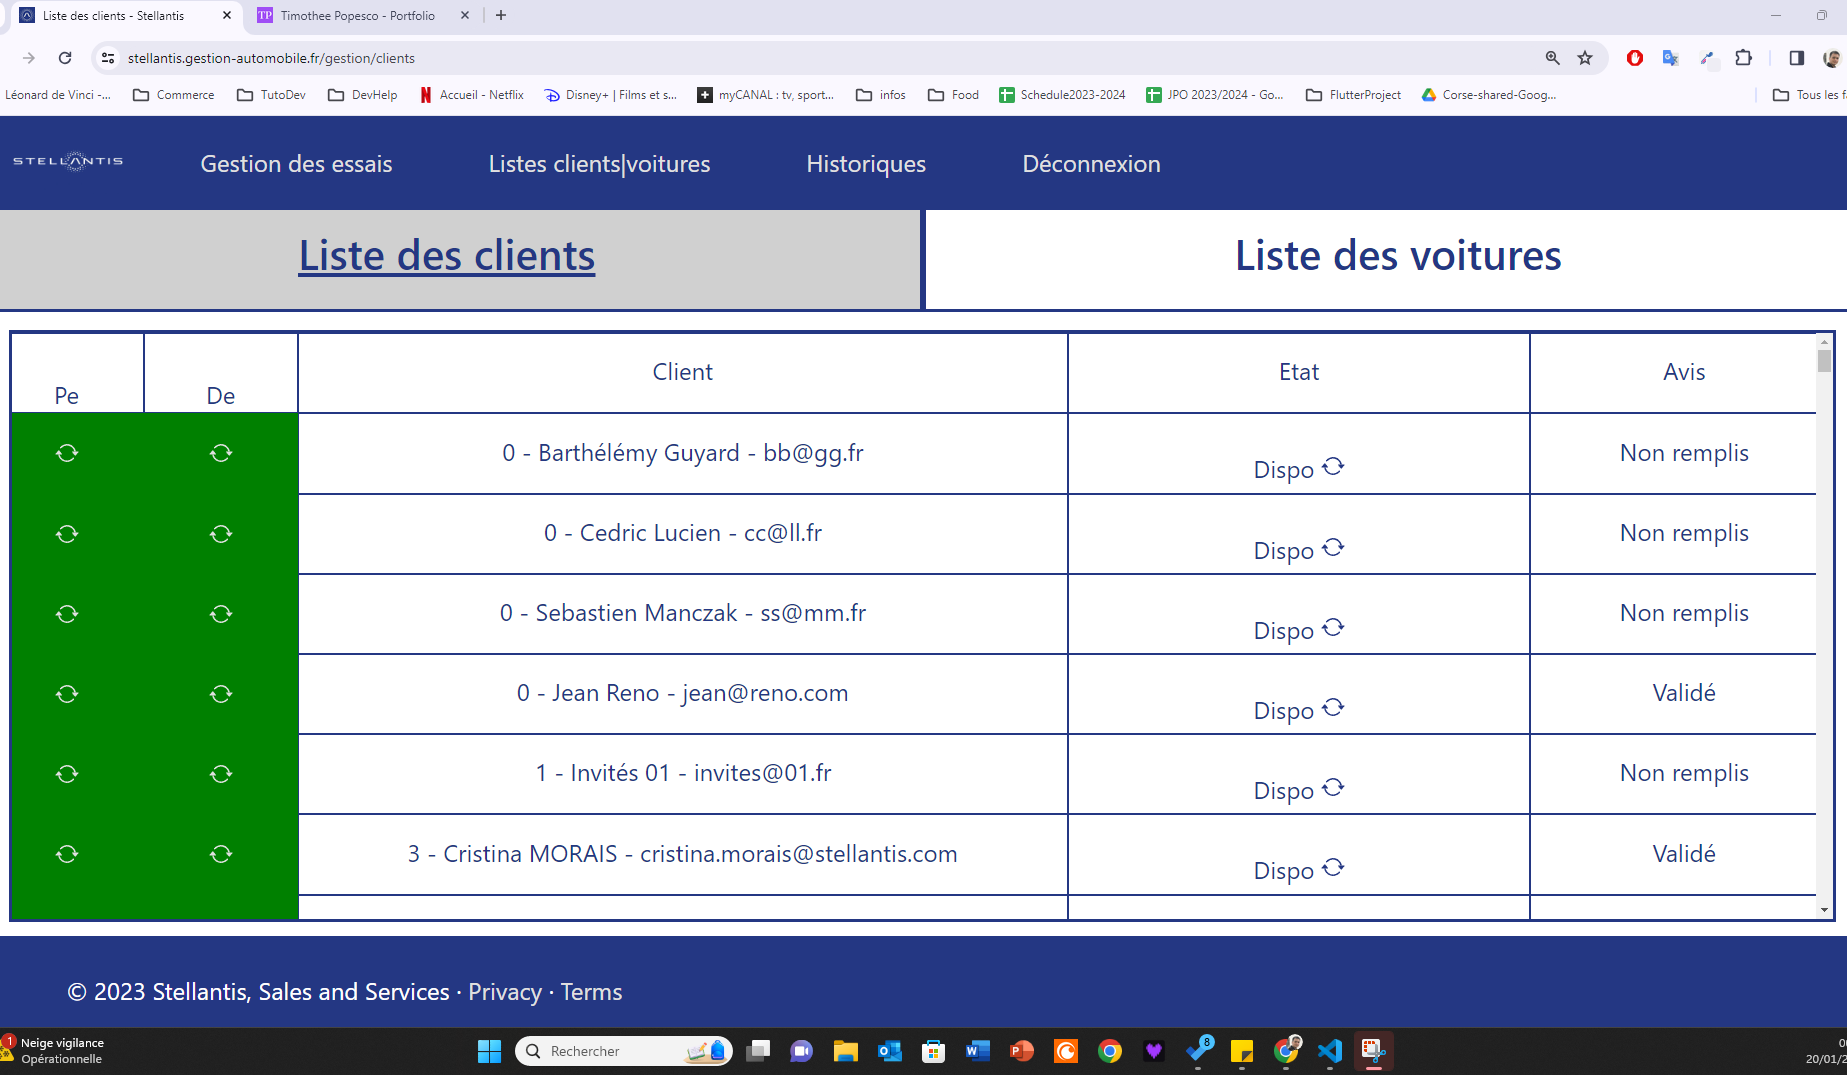 Liste des clients - Stellantis
TP Timothee Popesco - Portfolio
stellantis.gestion-automobile.fr/gestion/clients
Léonard de Vinci -... Commerce TutoDev DevHelp Accueil - Netflix Disney+ | Films et s... myCANAL : tv, sport... infos Food Schedule2023-2024 JPO 2023/2024 - Go... FlutterProject Corse-shared-Goog... Tous les f
STELLANTIS Gestion des essais Listes clients|voitures Historiques Déconnexion
Liste des clients Liste des voitures
Pe De Client Etat Avis
0 - Barthélémy Guyard - bb@gg.fr Dispo Non remplis
0 - Cedric Lucien - cc@ll.fr Dispo Non remplis
0 - Sebastien Manczak - ss@mm.fr Dispo Non remplis
0 - Jean Reno - jean@reno.com Dispo Validé
1 - Invités 01 - invites@01.fr Dispo Non remplis
3 - Cristina MORAIS - cristina.morais@stellantis.com Dispo Validé
© 2023 Stellantis, Sales and Services · Privacy · Terms
1 Neige vigilance
Opérationnelle
Rechercher
8
20/01/2